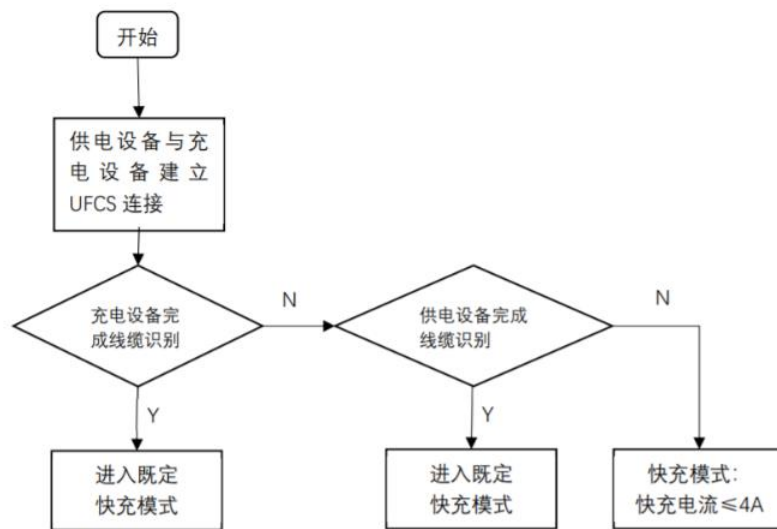 开始
供电设备与充
电设备建立
UFCS 连接
充电设备完
成线缆识别
N
供电设备完成
线缆识别
N
Y
Y
进入既定
快充模式
进入既定
快充模式
快充模式：
快充电流≤4A